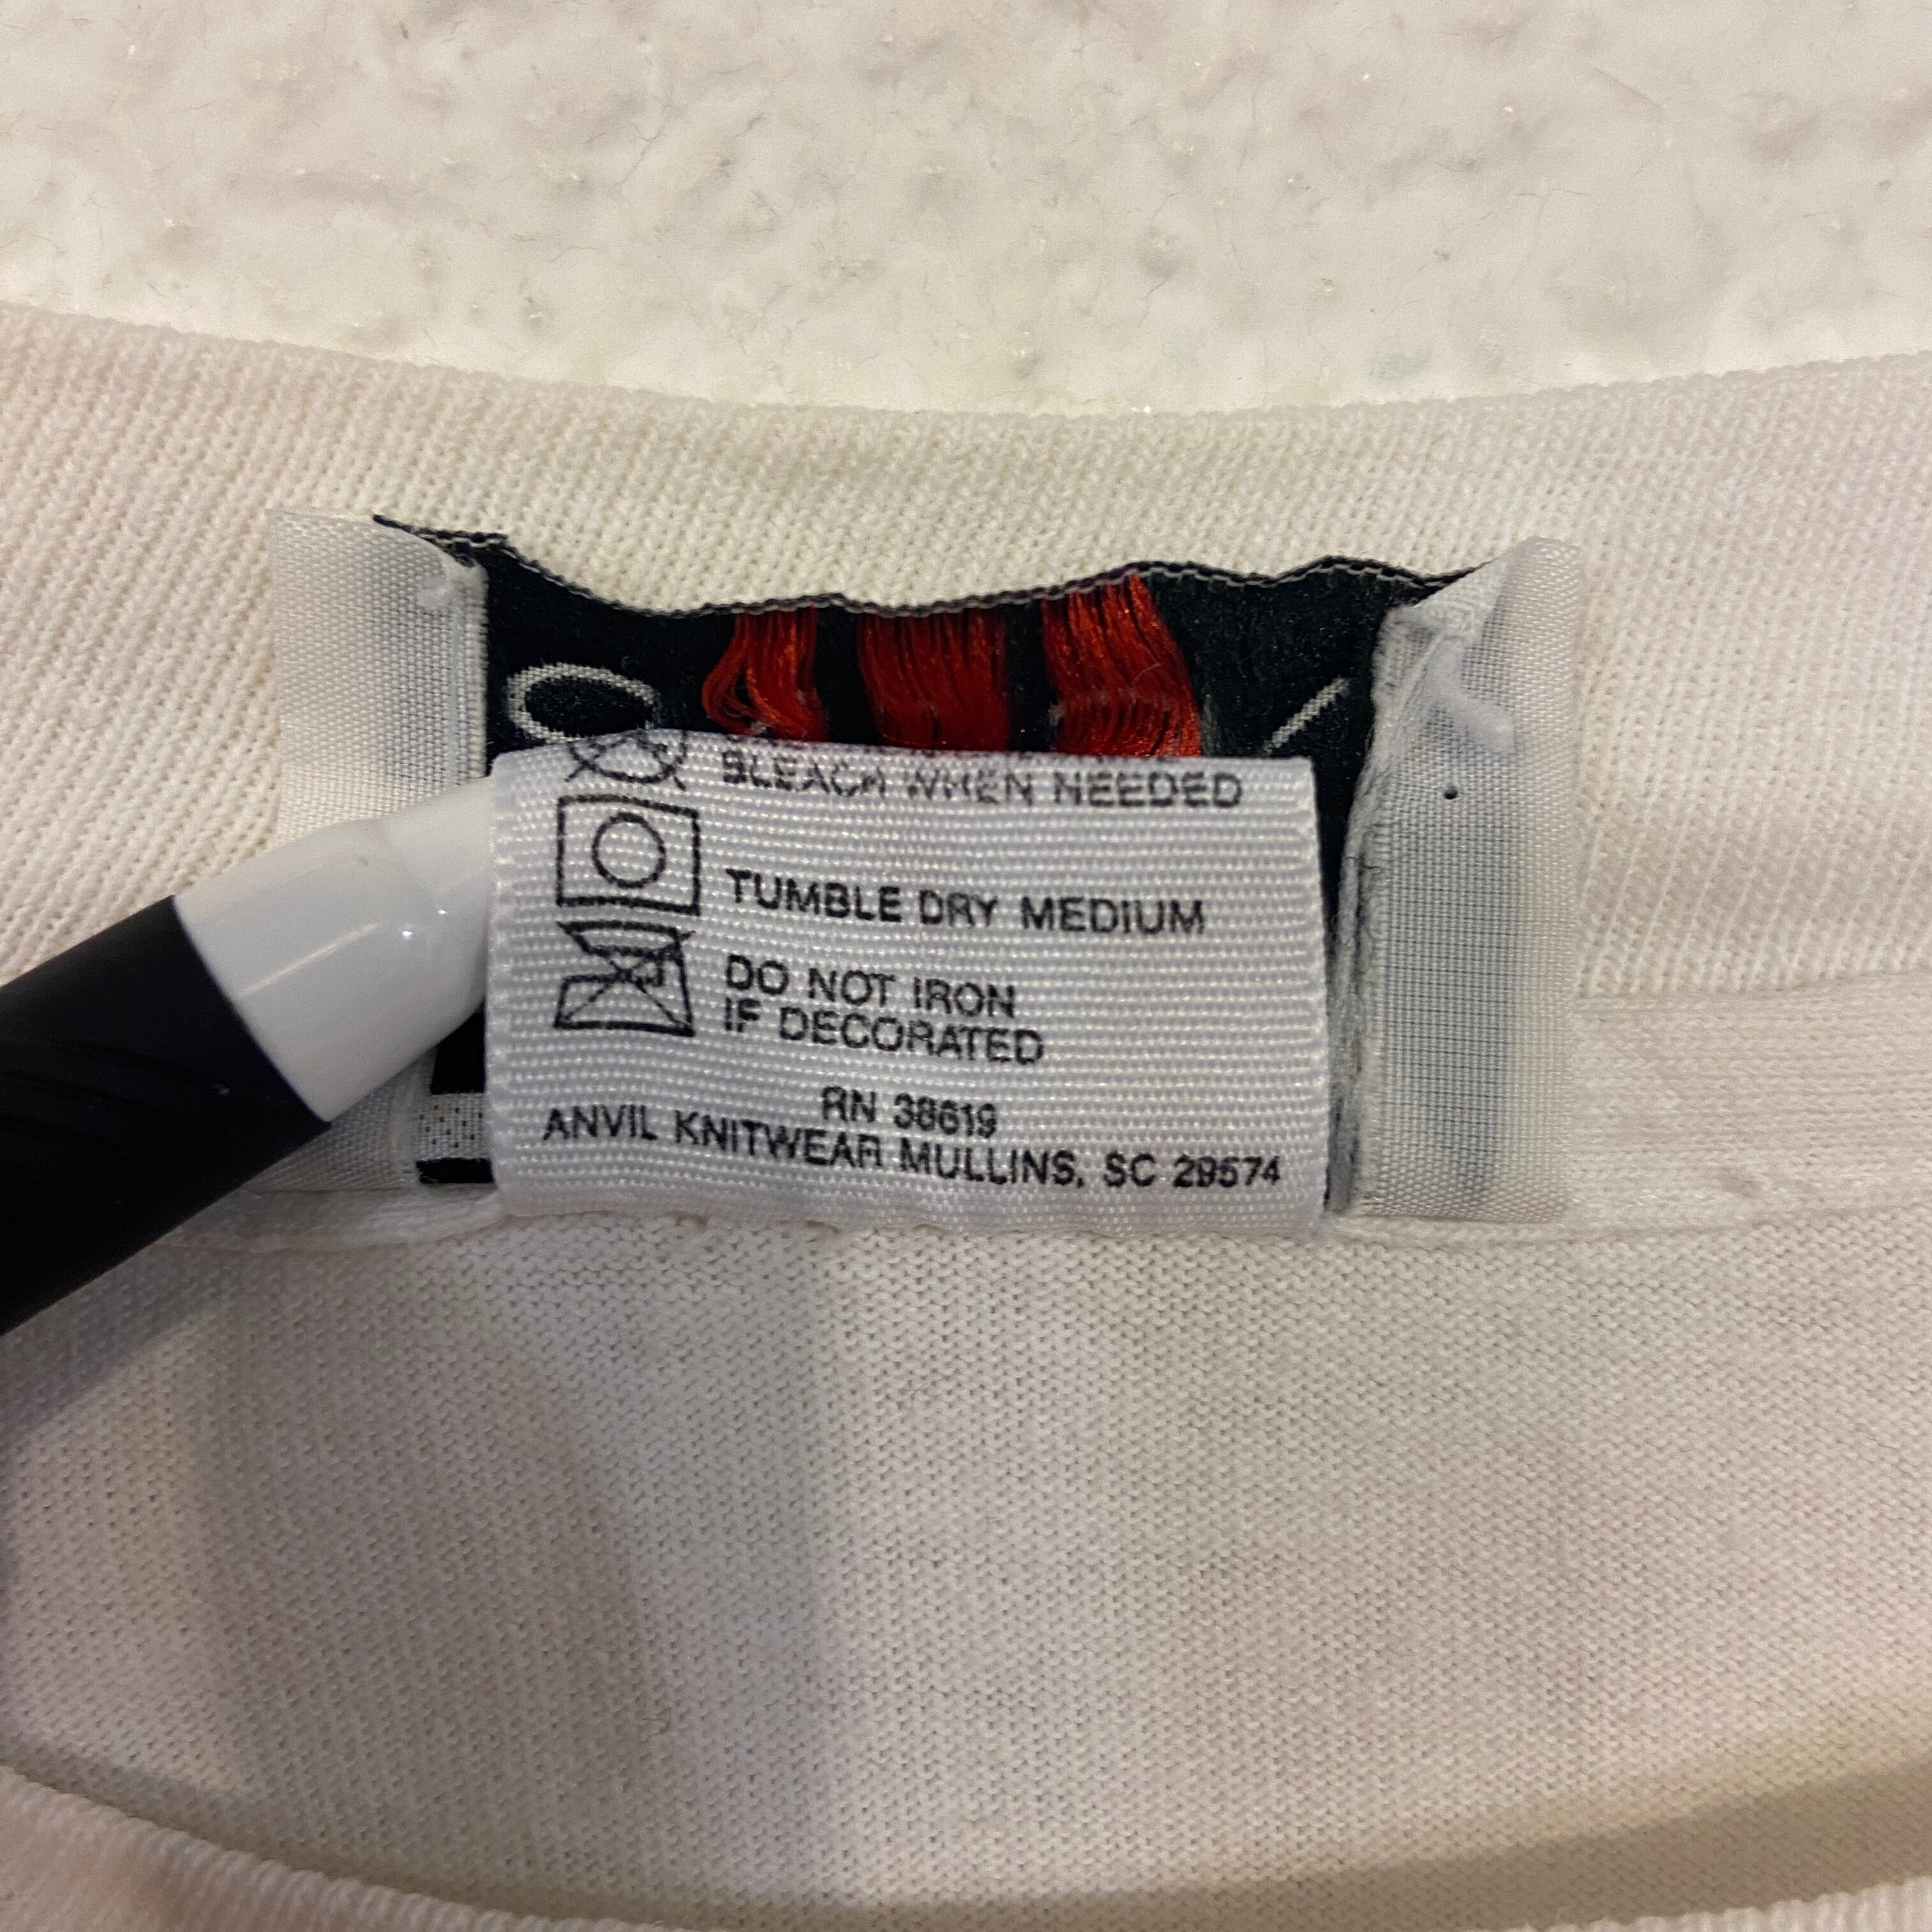 BLEACH WHEN NEEDED
TUMBLE DRY MEDIUM
DO NOT IRON
IF DECORATED
RN 38619
ANVIL KNITWEAR MULLINS, SC 29574